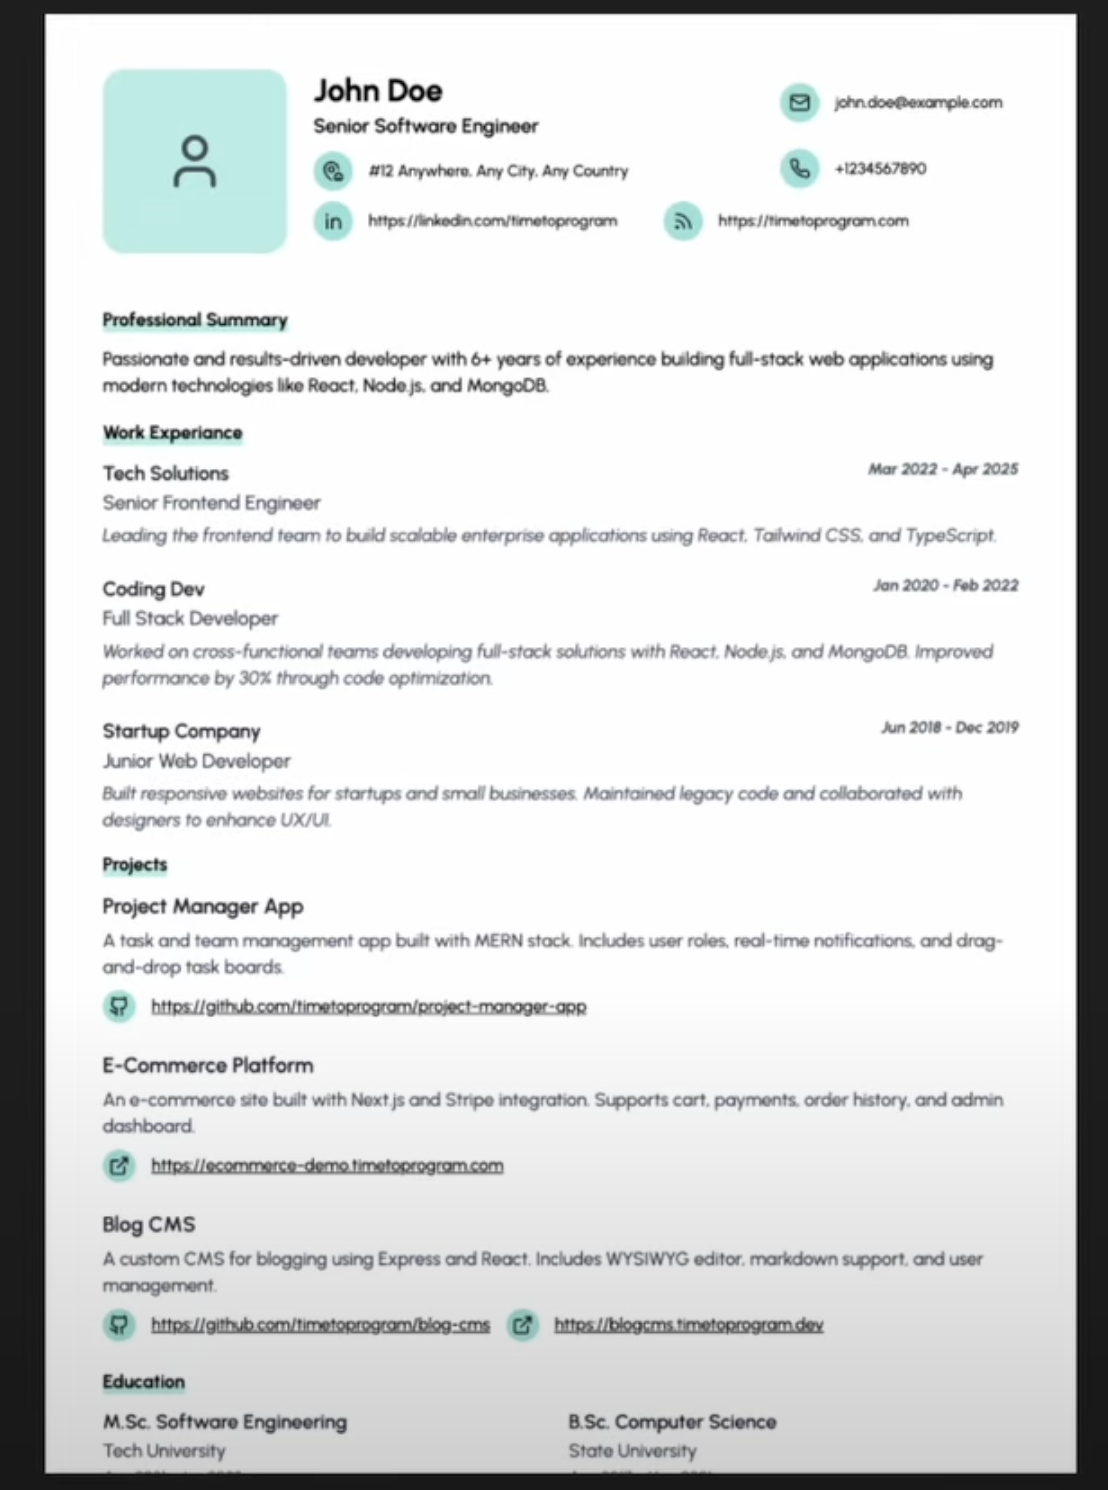 John Doe
Senior Software Engineer
#12 Anywhere, Any City, Any Country
john.doe@example.com
+1234567890
in
https://linkedin.com/timetoprogram
https://timetoprogram.com
Professional Summary
Passionate and results-driven developer with 6+ years of experience building full-stack web applications using
modern technologies like React, Node.js, and MongoDB.
Work Experiance
Tech Solutions
Mar 2022 - Apr 2025
Senior Frontend Engineer
Leading the frontend team to build scalable enterprise applications using React, Tailwind CSS, and TypeScript.
Coding Dev
Jan 2020 - Feb 2022
Full Stack Developer
Worked on cross-functional teams developing full-stack solutions with React, Node.js, and MongoDB. Improved
performance by 30% through code optimization.
Startup Company
Jun 2018 - Dec 2019
Junior Web Developer
Built responsive websites for startups and small businesses. Maintained legacy code and collaborated with
designers to enhance UX/UI.
Projects
Project Manager App
A task and team management app built with MERN stack. Includes user roles, real-time notifications, and drag-
and-drop task boards.
https://github.com/timetoprogram/project-manager-app
E-Commerce Platform
An e-commerce site built with Next.js and Stripe integration. Supports cart, payments, order history, and admin
dashboard.
https://ecommerce-demo.timetoprogram.com
Blog CMS
A custom CMS for blogging using Express and React. Includes WYSIWYG editor, markdown support, and user
management.
https://github.com/timetoprogram/blog-cms
https://blogcms.timetoprogram.dev
Education
M.Sc. Software Engineering
B.Sc. Computer Science
Tech University
State University